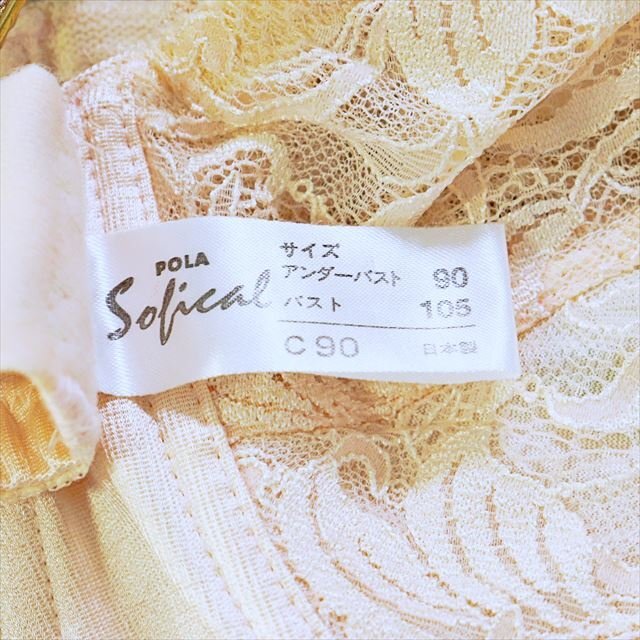 POLA
Sofical
サイズ
アンダーバスト 90
バスト 105
C90 日本製